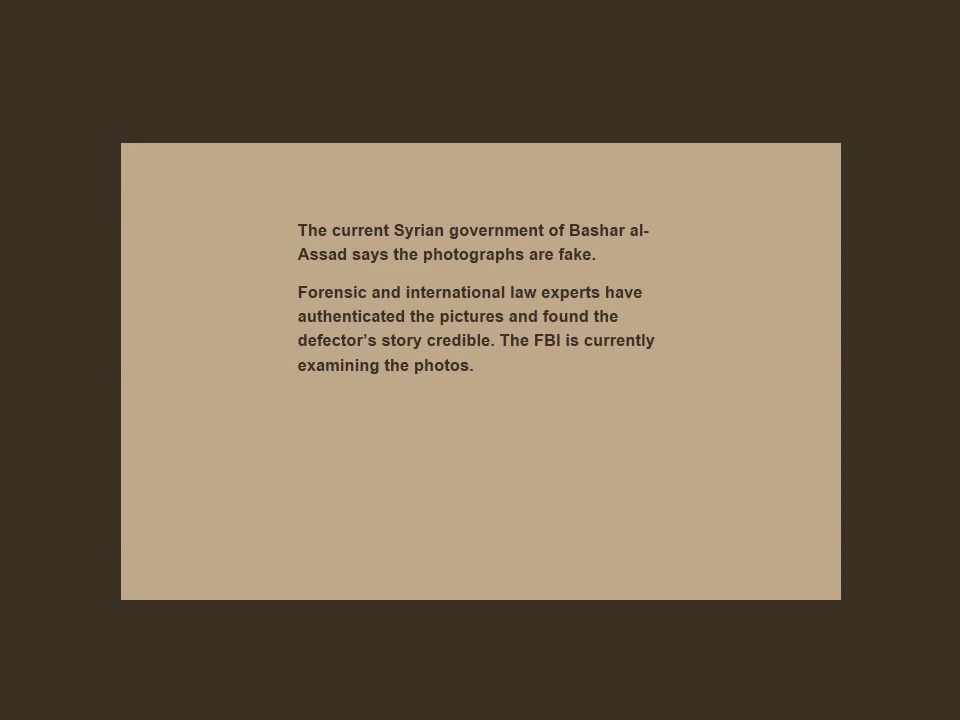 The current Syrian government of Bashar al-
Assad says the photographs are fake.
Forensic and international law experts have
authenticated the pictures and found the
defector’s story credible. The FBI is currently
examining the photos.